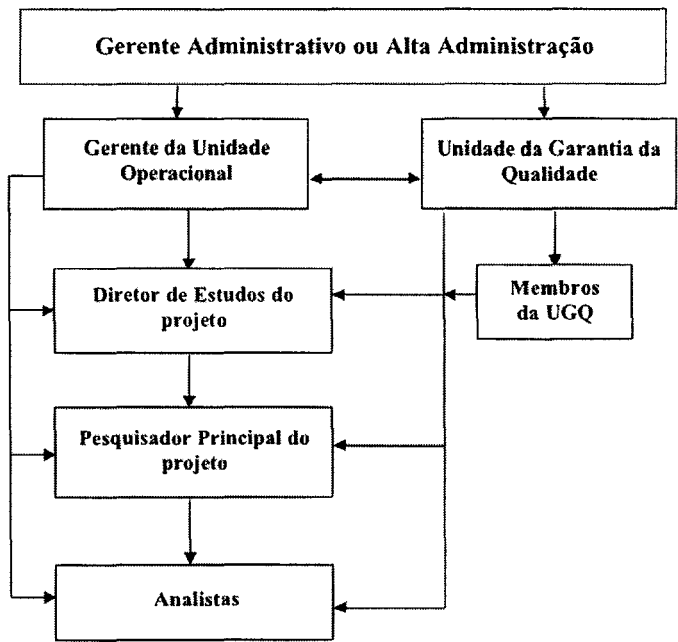 Gerente Administrativo ou Alta Administração
Gerente da Unidade
Operacional
Unidade da Garantia da
Qualidade
Diretor de Estudos do
projeto
Membros
da UGQ
Pesquisador Principal do
projeto
Analistas